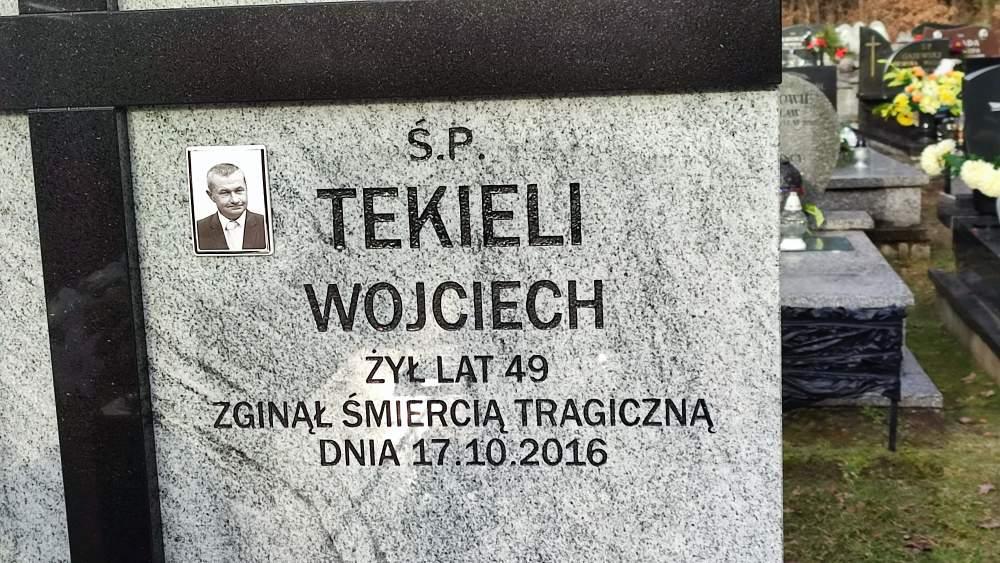 Ś.P.
TEKIELI
WOJCIECH
ŻYŁ LAT 49
ZGINĄŁ ŚMIERCIĄ TRAGICZNĄ
DNIA 17.10.2016